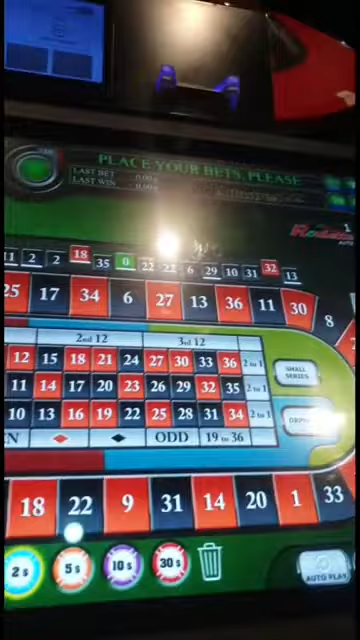 PLACE YOUR BETS, PLEASE
LAST BET 0.00s
LAST WIN 0.00s
11 2 2 18 35 0 22 22 6 29 10 31 32 13
25 17 34 6 27 13 36 11 30 8
2nd 12 3rd 12
12 15 18 21 24 27 30 33 36 2 to 1
11 14 17 20 23 26 29 32 35 2 to 1
10 13 16 19 22 25 28 31 34 2 to 1
ODD 19 to 36
SMALL
SERIES
18 22 9 31 14 20 1 33
2s 5s 10s 30s
AUTO PLAY